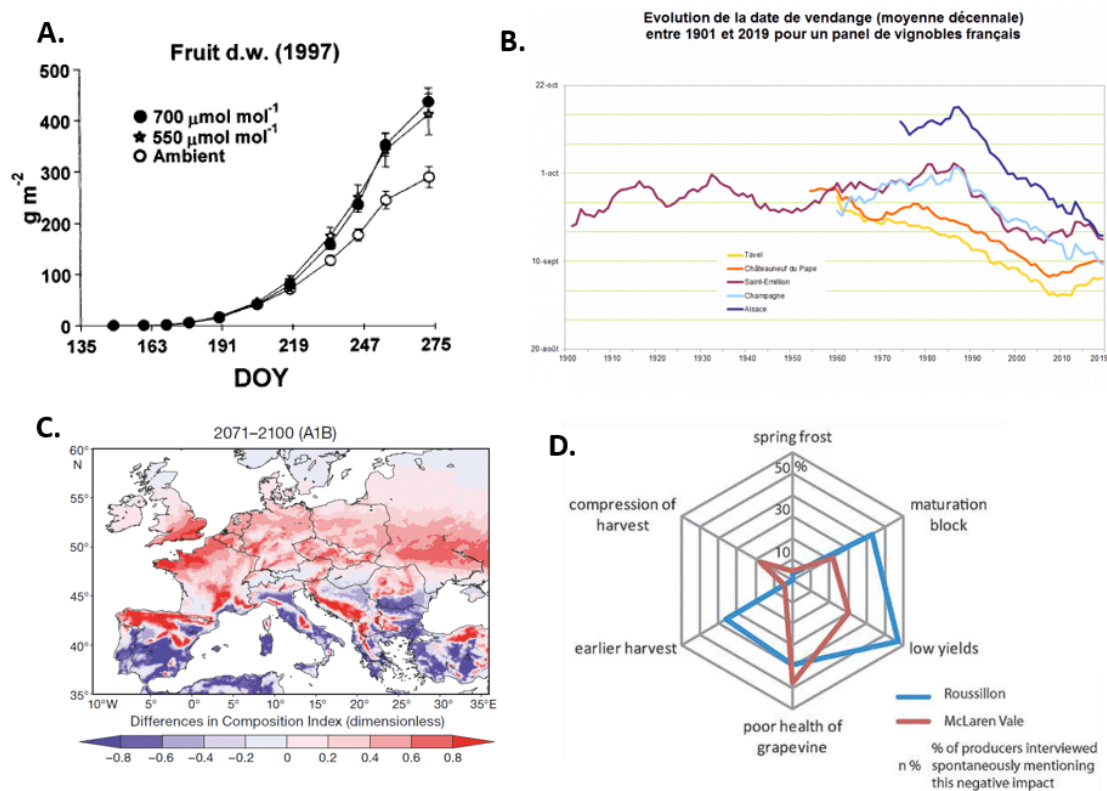 A.
Fruit d.w. (1997)
500
400
300
200
100
0
g m-2
700 μmol mol-1
550 μmol mol-1
Ambient
135 163 191 219 247 275
DOY
B.
Evolution de la date de vendange (moyenne décennale)
entre 1901 et 2019 pour un panel de vignobles français
22-oct
1-oct
10-sept
20-août
Tavel
Châteauneuf du Pape
Saint-Emilion
Champagne
Alsace
1900 1910 1920 1930 1940 1950 1960 1970 1980 1990 2000 2010 2019
C.
2071–2100 (A1B)
60°
N
55°
50°
45°
40°
35°
10°W 5° 0° 5° 10° 15° 20° 25° 30° 35°E
Differences in Composition Index (dimensionless)
−0.8 −0.6 −0.4 −0.2 0 0.2 0.4 0.6 0.8
D.
spring frost
50 %
30
10
compression of
harvest
maturation
block
earlier harvest
low yields
poor health of
grapevine
Roussillon
McLaren Vale
n %
% of producers interviewed
spontaneously mentioning
this negative impact